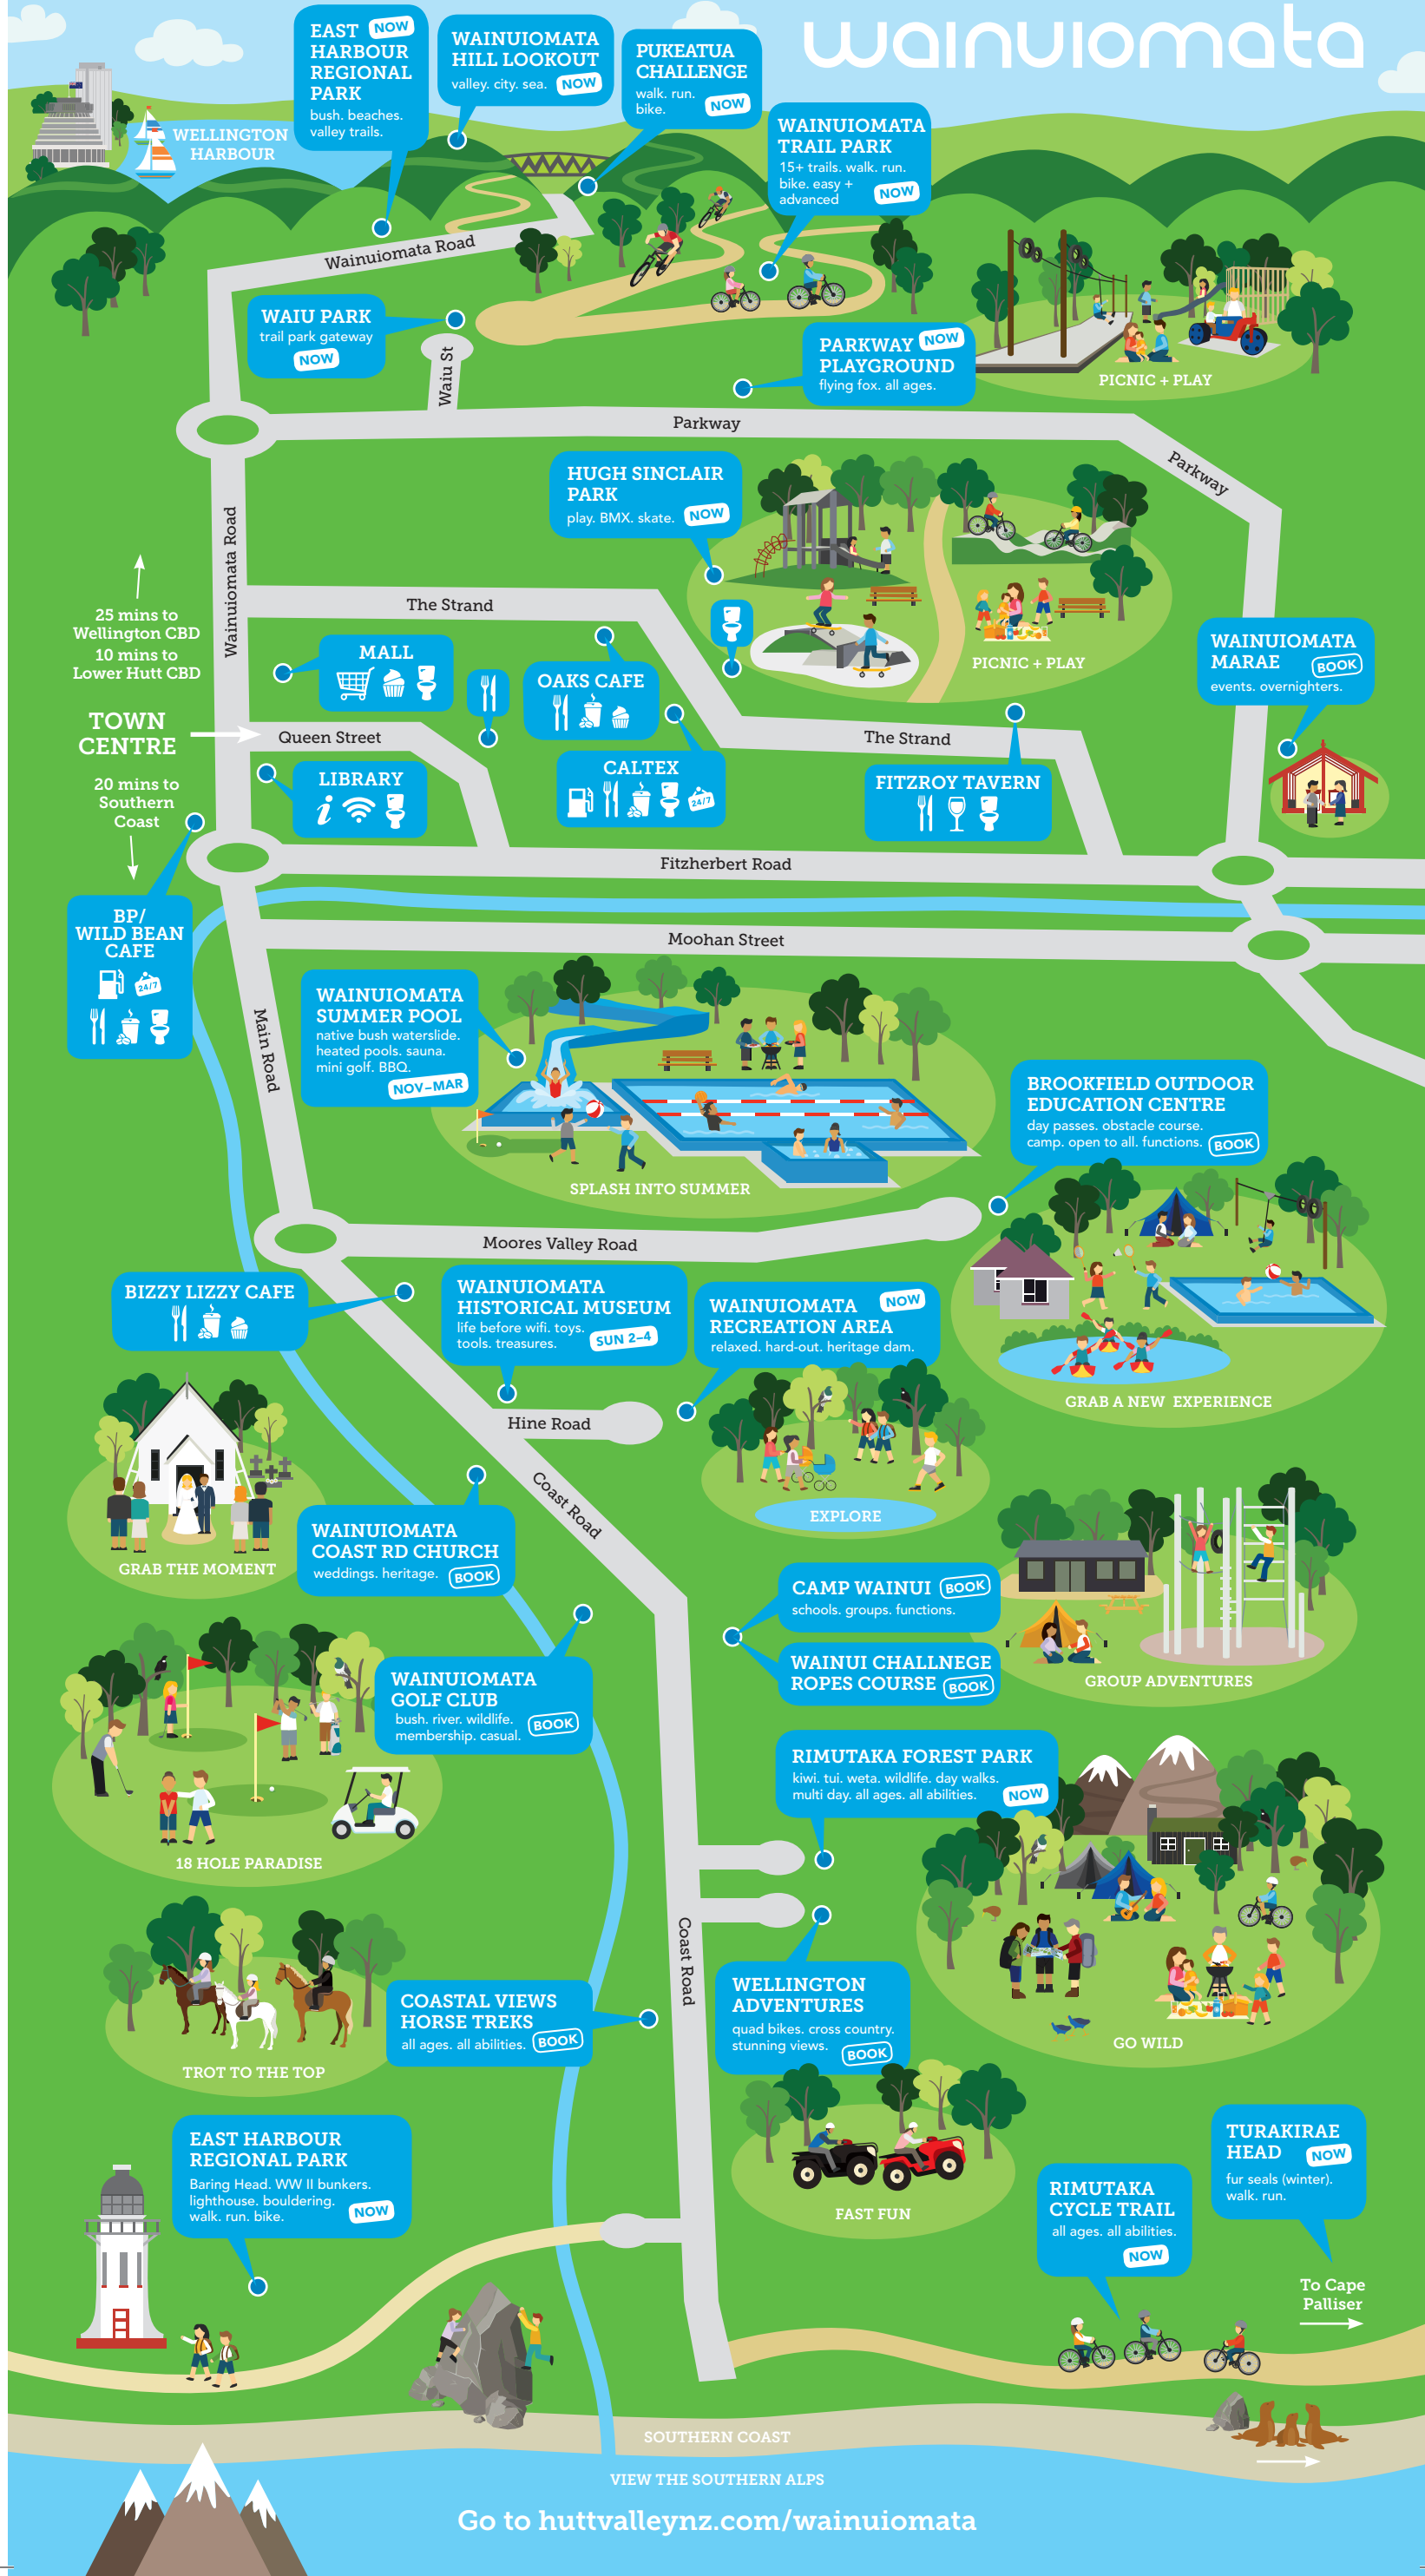 wainuiomata
EAST NOW
HARBOUR
REGIONAL
PARK
bush. beaches.
valley trails.
WAINUIOMATA
HILL LOOKOUT
valley. city. sea. NOW
PUKEATUA
CHALLENGE
walk. run.
bike. NOW
WAINUIOMATA
TRAIL PARK
15+ trails. walk. run.
bike. easy +
advanced NOW
WELLINGTON
HARBOUR
Wainuiomata Road
WAIU PARK
trail park gateway
NOW
Waiu St
PARKWAY NOW
PLAYGROUND
flying fox. all ages.
PICNIC + PLAY
Parkway
Parkway
HUGH SINCLAIR
PARK
play. BMX. skate. NOW
PICNIC + PLAY
Wainuiomata Road
25 mins to
Wellington CBD
10 mins to
Lower Hutt CBD
TOWN
CENTRE
20 mins to
Southern
Coast
The Strand
MALL
OAKS CAFE
WAINUIOMATA
MARAE BOOK
events. overnighters.
Queen Street
The Strand
LIBRARY
i
CALTEX
24/7
FITZROY TAVERN
Fitzherbert Road
BP/
WILD BEAN
CAFE
24/7
Moohan Street
Main Road
WAINUIOMATA
SUMMER POOL
native bush waterslide.
heated pools. sauna.
mini golf. BBQ.
NOV–MAR
SPLASH INTO SUMMER
BROOKFIELD OUTDOOR
EDUCATION CENTRE
day passes. obstacle course.
camp. open to all. functions. BOOK
GRAB A NEW EXPERIENCE
Moores Valley Road
BIZZY LIZZY CAFE
WAINUIOMATA
HISTORICAL MUSEUM
life before wifi. toys.
tools. treasures. SUN 2–4
WAINUIOMATA NOW
RECREATION AREA
relaxed. hard-out. heritage dam.
EXPLORE
Hine Road
Coast Road
GRAB THE MOMENT
WAINUIOMATA
COAST RD CHURCH
weddings. heritage. BOOK
CAMP WAINUI BOOK
schools. groups. functions.
WAINUI CHALLNEGE
ROPES COURSE BOOK
GROUP ADVENTURES
WAINUIOMATA
GOLF CLUB
bush. river. wildlife.
membership. casual. BOOK
18 HOLE PARADISE
RIMUTAKA FOREST PARK
kiwi. tui. weta. wildlife. day walks.
multi day. all ages. all abilities. NOW
GO WILD
Coast Road
COASTAL VIEWS
HORSE TREKS
all ages. all abilities. BOOK
TROT TO THE TOP
WELLINGTON
ADVENTURES
quad bikes. cross country.
stunning views. BOOK
FAST FUN
EAST HARBOUR
REGIONAL PARK
Baring Head. WW II bunkers.
lighthouse. bouldering.
walk. run. bike. NOW
RIMUTAKA
CYCLE TRAIL
all ages. all abilities.
NOW
TURAKIRAE
HEAD NOW
fur seals (winter).
walk. run.
To Cape
Palliser
SOUTHERN COAST
VIEW THE SOUTHERN ALPS
Go to huttvalleynz.com/wainuiomata